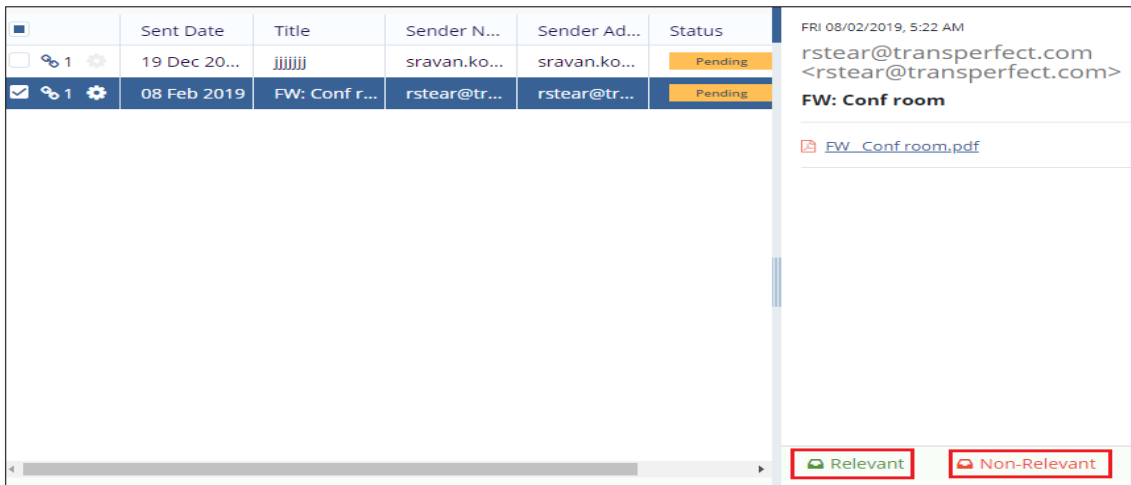 Sent Date Title Sender N... Sender Ad... Status
1 19 Dec 20... jjjjjjj sravan.ko... sravan.ko... Pending
1 08 Feb 2019 FW: Conf r... rstear@tr... rstear@tr... Pending
FRI 08/02/2019, 5:22 AM
rstear@transperfect.com
<rstear@transperfect.com>
FW: Conf room
FW_ Conf room.pdf
Relevant Non-Relevant